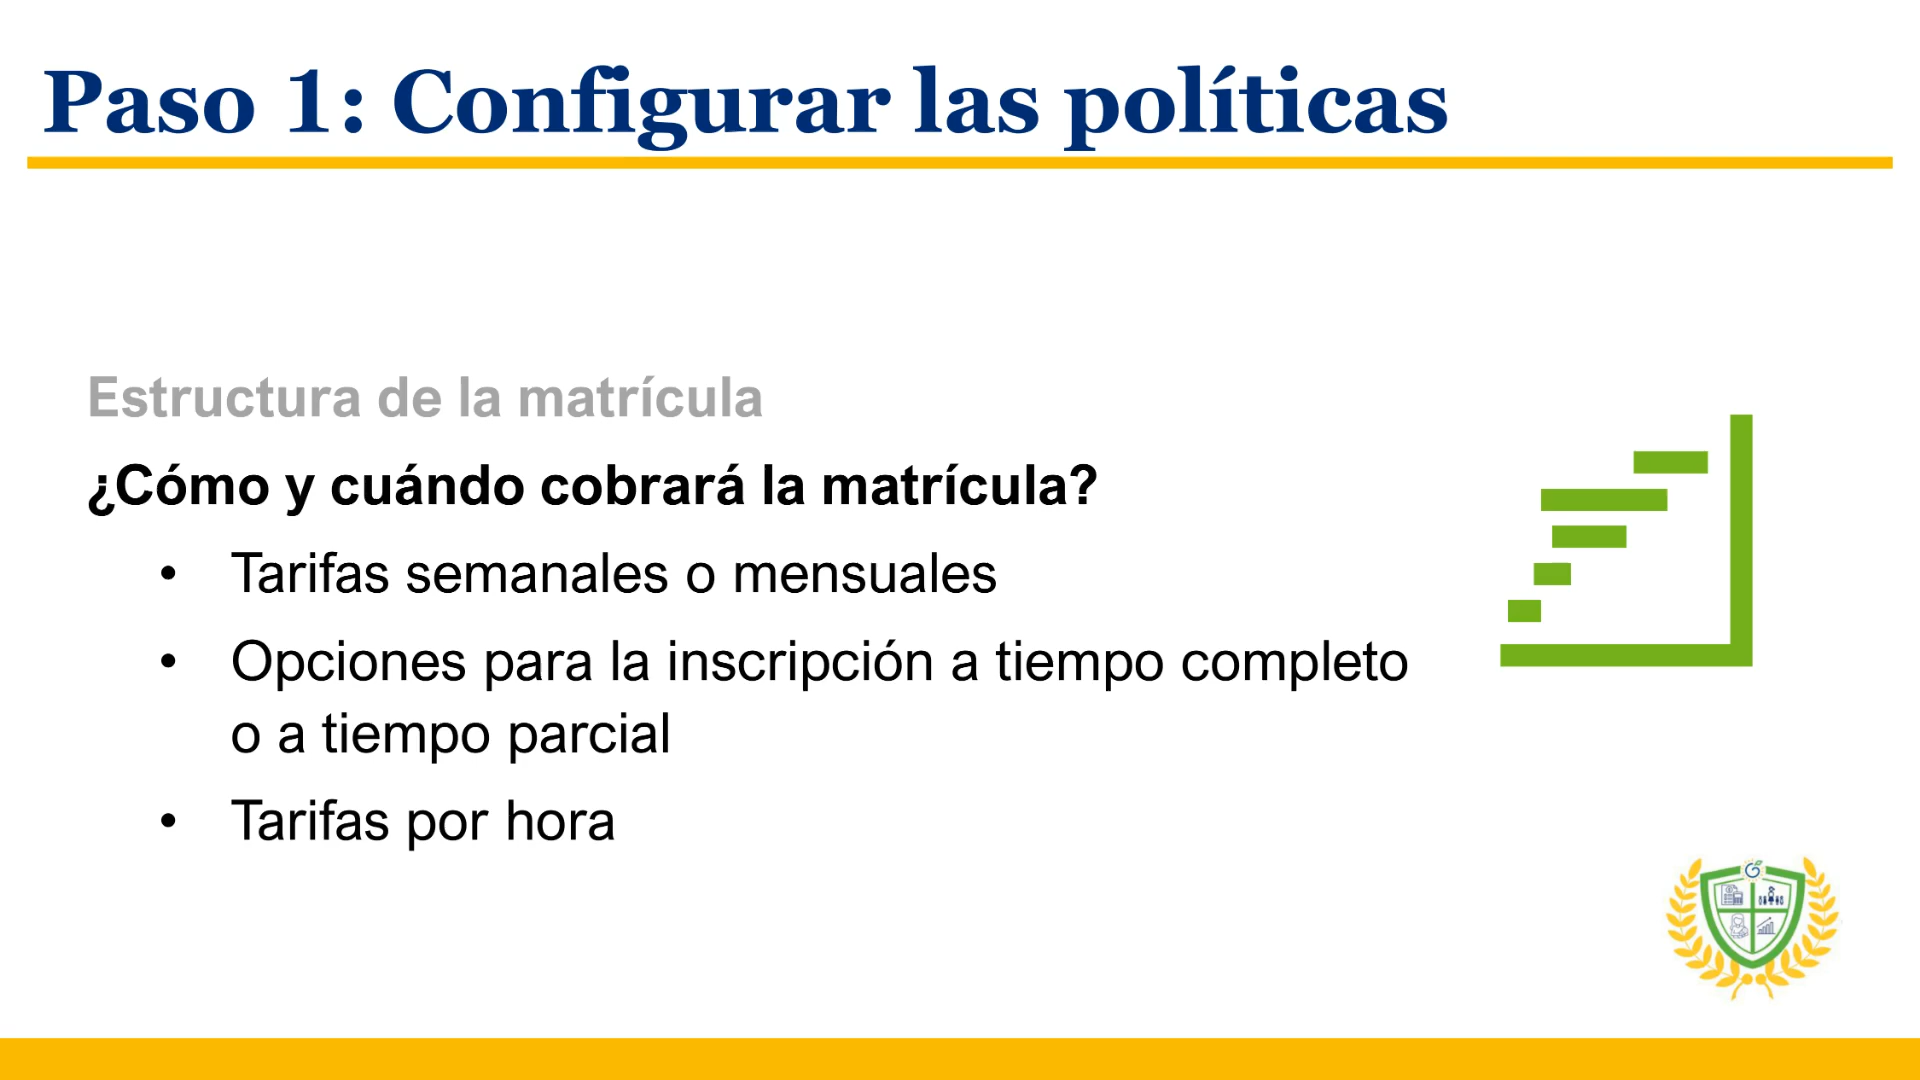 Paso 1: Configurar las políticas
Estructura de la matrícula
¿Cómo y cuándo cobrará la matrícula?
• Tarifas semanales o mensuales
• Opciones para la inscripción a tiempo completo
o a tiempo parcial
• Tarifas por hora